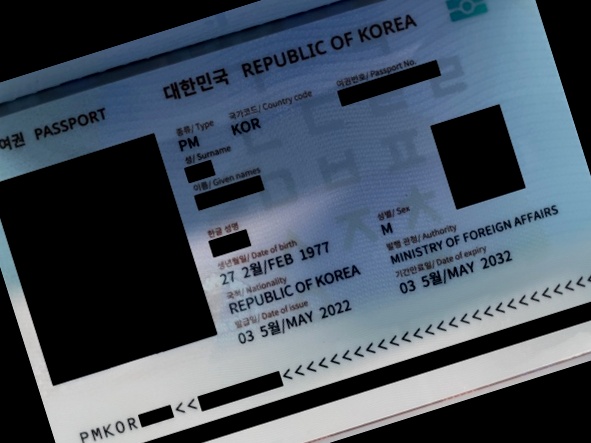 대한민국 REPUBLIC OF KOREA
여권 PASSPORT
종류/ Type 국가코드/ Country code 여권번호/ Passport No.
PM KOR
성/ Surname
이름/ Given names
한글 성명
생년월일/ Date of birth 성별/ Sex
27 2월/FEB 1977 M
국적/ Nationality 발행 관청/ Authority
REPUBLIC OF KOREA MINISTRY OF FOREIGN AFFAIRS
발급일/ Date of issue 기간만료일/ Date of expiry
03 5월/MAY 2022 03 5월/MAY 2032
PMKOR <<<<<<<<<<<<<<<<<<<<<<<<<<<